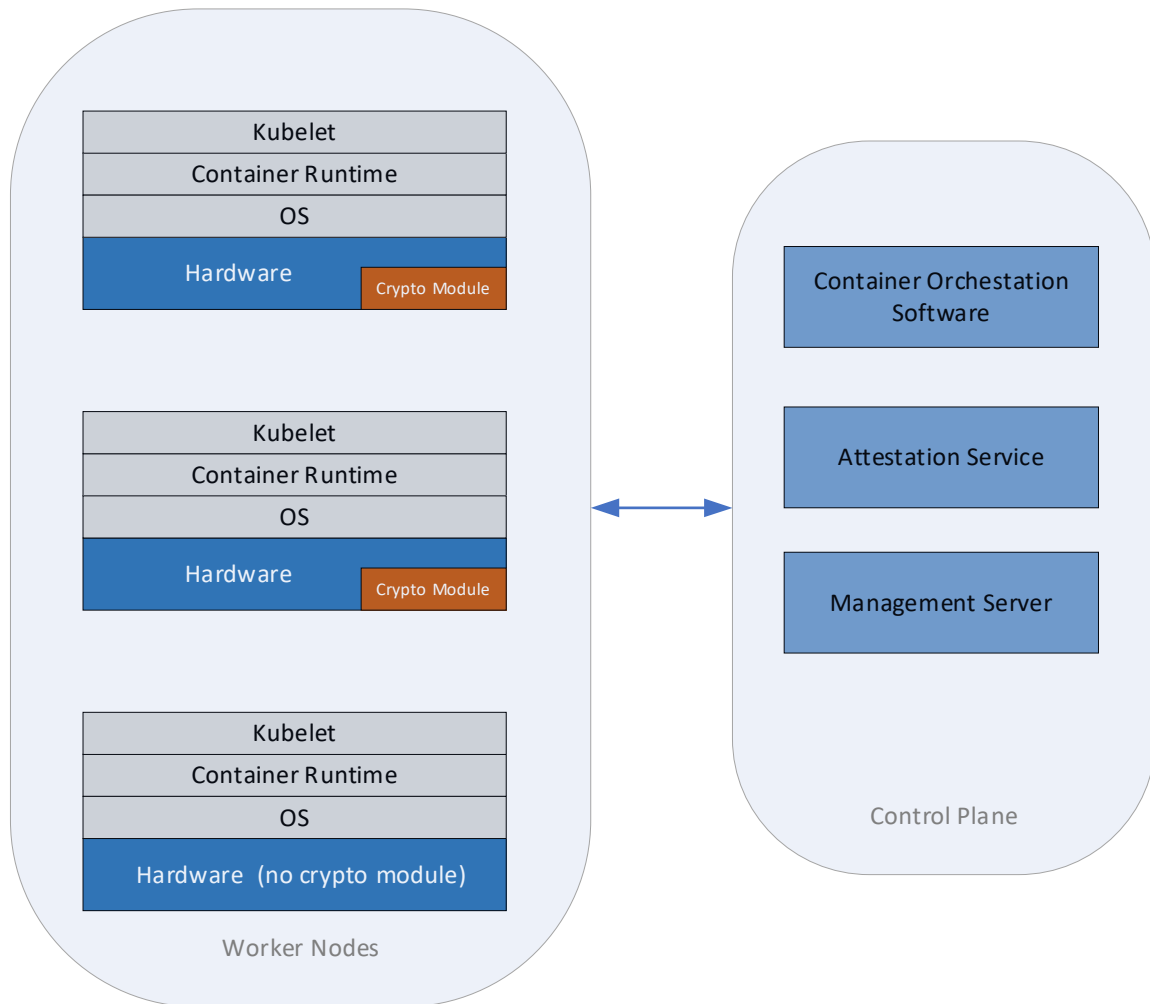 Kubelet
Container Runtime
OS
Hardware
Crypto Module
Kubelet
Container Runtime
OS
Hardware
Crypto Module
Kubelet
Container Runtime
OS
Hardware (no crypto module)
Worker Nodes
Container Orchestation
Software
Attestation Service
Management Server
Control Plane